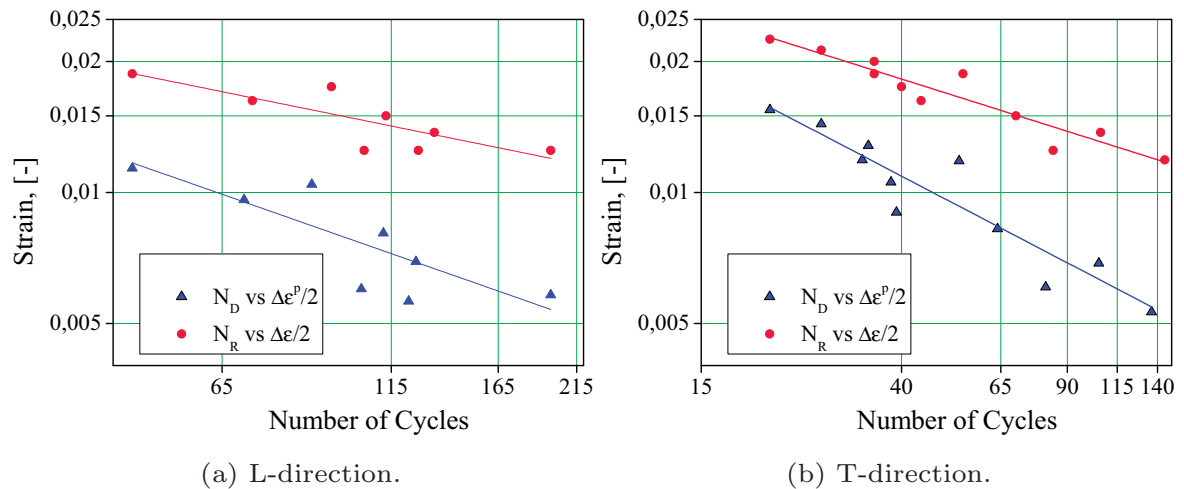 0,025
0,02
0,015
0,01
0,005
Strain, [-]
N_D vs Δε^p/2
N_R vs Δε/2
65
115
165
215
Number of Cycles
(a) L-direction.
0,025
0,02
0,015
0,01
0,005
Strain, [-]
N_D vs Δε^p/2
N_R vs Δε/2
15
40
65
90
115
140
Number of Cycles
(b) T-direction.